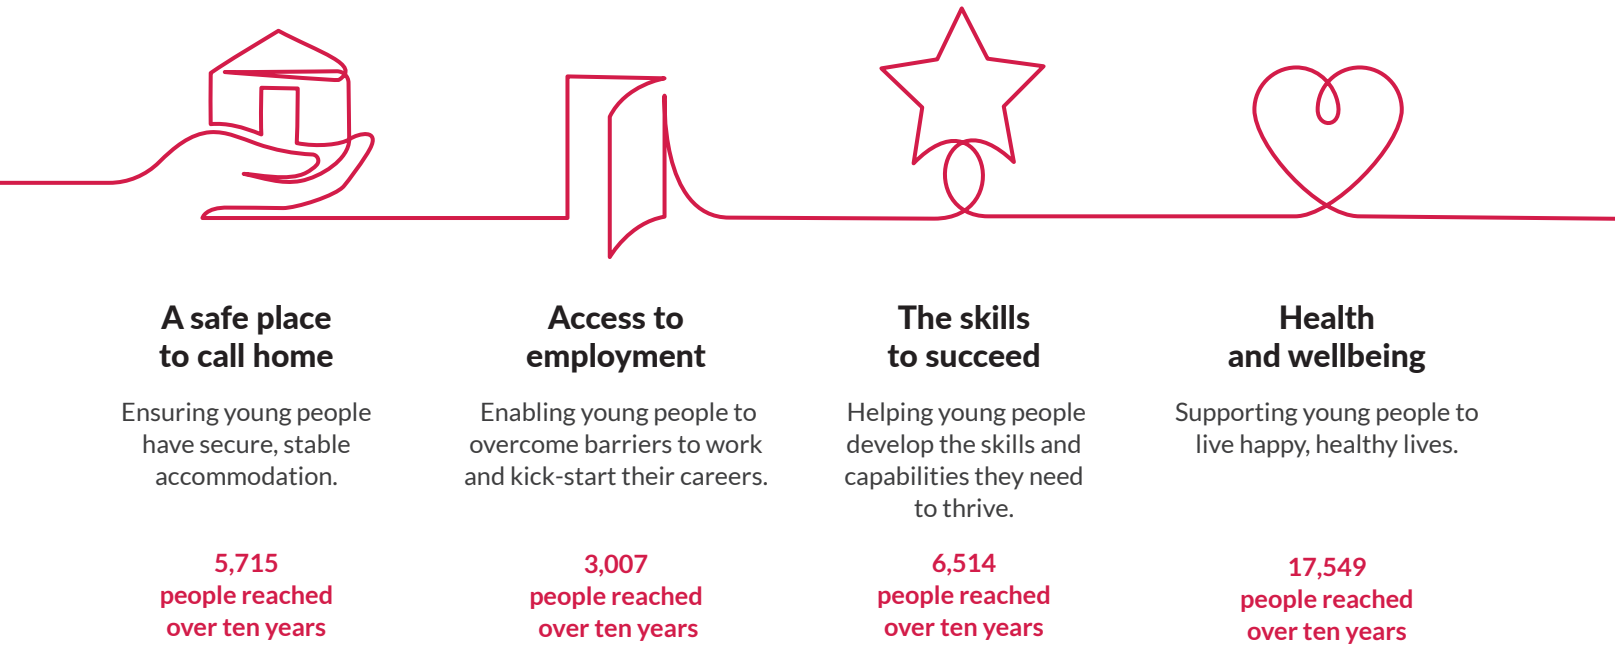 A safe place
to call home
Ensuring young people
have secure, stable
accommodation.
5,715
people reached
over ten years
Access to
employment
Enabling young people to
overcome barriers to work
and kick-start their careers.
3,007
people reached
over ten years
The skills
to succeed
Helping young people
develop the skills and
capabilities they need
to thrive.
6,514
people reached
over ten years
Health
and wellbeing
Supporting young people to
live happy, healthy lives.
17,549
people reached
over ten years